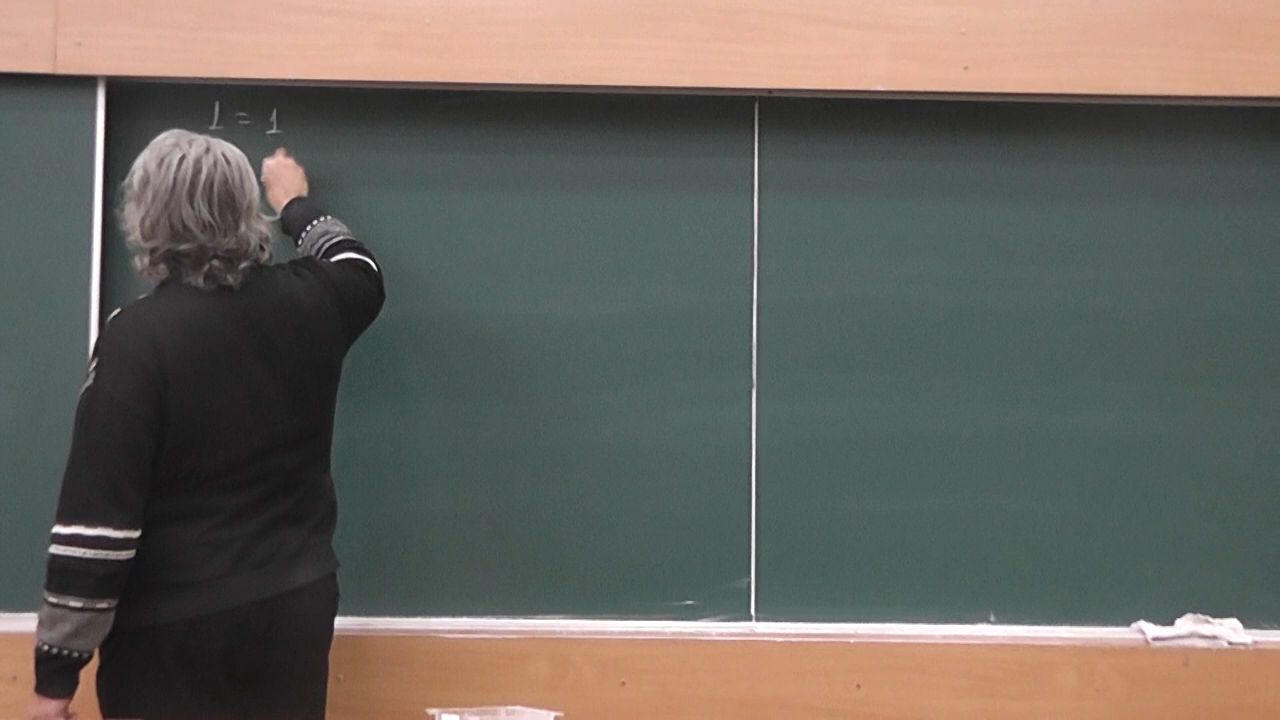 1 = 1